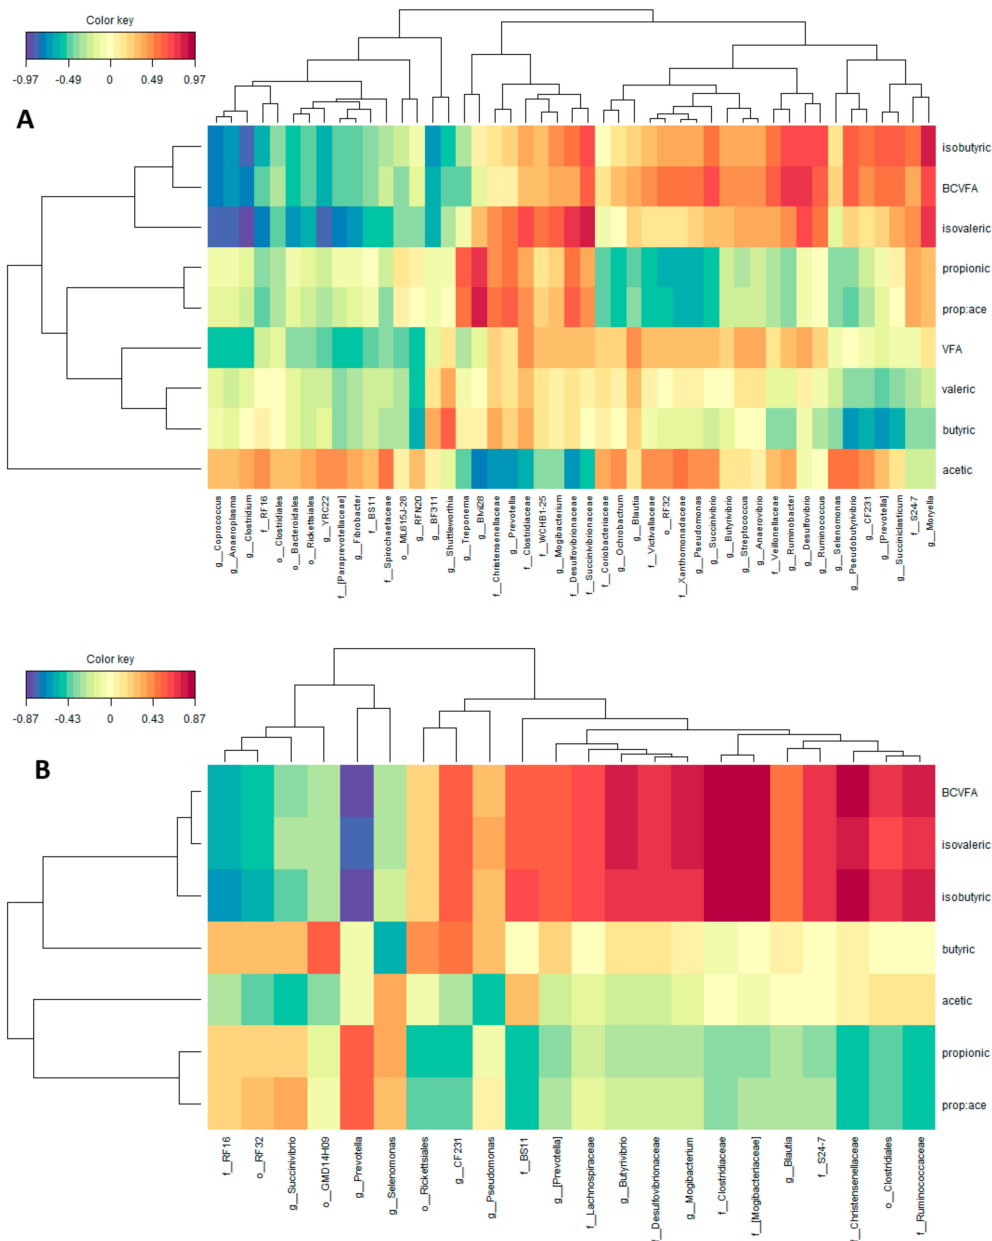 Color key
-0.97 -0.49 0 0.49 0.97
A
isobutyric
BCVFA
isovaleric
propionic
prop:ace
VFA
valeric
butyric
acetic
g__Coprococcus
g__Anaeroplasma
g__Clostridium
f__RF16
o__Clostridiales
o__Bacteroidales
o__Rickettsiales
g__YRC22
f__[Paraprevotellaceae]
g__Fibrobacter
f__BS11
f__Spirochaetaceae
o__ML615J-28
g__RFN20
g__BF311
g__Shuttleworthia
g__Treponema
g__Blvii28
f__Christensenellaceae
g__Prevotella
f__Clostridiaceae
f__WCHB1-25
g__Mogibacterium
f__Desulfovibrionaceae
f__Succinivibrionaceae
f__Coriobacteriaceae
g__Ochrobactrum
g__Blautia
f__Victivallaceae
o__RF32
f__Xanthomonadaceae
g__Pseudomonas
g__Succinivibrio
g__Butyrivibrio
g__Streptococcus
g__Anaerovibrio
f__Veillonellaceae
g__Ruminobacter
g__Desulfovibrio
g__Ruminococcus
g__Selenomonas
g__Pseudobutyrivibrio
g__CF231
g__[Prevotella]
g__Succiniclasticum
f__S24-7
g__Moryella
Color key
-0.87 -0.43 0 0.43 0.87
B
BCVFA
isovaleric
isobutyric
butyric
acetic
propionic
prop:ace
f__RF16
o__RF32
g__Succinivibrio
o__GMD14H09
g__Prevotella
g__Selenomonas
o__Rickettsiales
g__CF231
g__Pseudomonas
f__BS11
g__[Prevotella]
f__Lachnospiraceae
g__Butyrivibrio
f__Desulfovibrionaceae
g__Mogibacterium
f__Clostridiaceae
f__[Mogibacteriaceae]
g__Blautia
f__S24-7
f__Christensenellaceae
o__Clostridiales
f__Ruminococcaceae